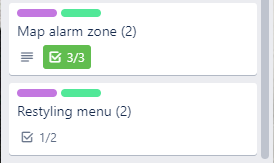 Map alarm zone (2)
3/3
Restyling menu (2)
1/2